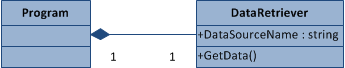 Program
DataRetriever
+DataSourceName : string
+GetData()
1
1